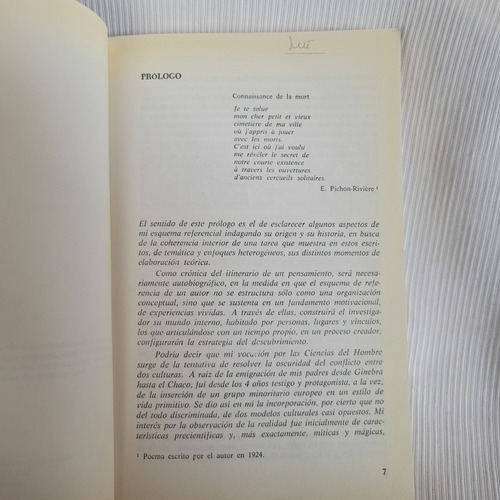 PRÓLOGO
Connaissance de la mort
Je te salue
mon cher petit et vieux
cimetière de ma ville
où j'appris à jouer
avec les morts.
C'est ici où j'ai voulu
me révéler le secret de
notre courte existence
à travers les ouvertures
d'anciens cercueils solitaires.
E. Pichon-Rivière ¹
El sentido de este prólogo es el de esclarecer algunos aspectos de
mi esquema referencial indagando su origen y su historia, en busca
de la coherencia interior de una tarea que muestra en estos escri-
tos, de temática y enfoques heterogéneos, sus distintos momentos de
elaboración teórica.
Como crónica del itinerario de un pensamiento, será necesa-
riamente autobiográfico, en la medida en que el esquema de refe-
rencia de un autor no se estructura sólo como una organización
conceptual, sino que se sustenta en un fundamento motivacional,
de experiencias vividas. A través de ellas, construirá el investiga-
dor su mundo interno, habitado por personas, lugares y vínculos,
los que articulándose con un tiempo propio, en un proceso creador,
configurarán la estrategia del descubrimiento.
Podría decir que mi vocación por las Ciencias del Hombre
surge de la tentativa de resolver la oscuridad del conflicto entre
dos culturas. A raíz de la emigración de mis padres desde Ginebra
hasta el Chaco, fui desde los 4 años testigo y protagonista, a la vez,
de la inserción de un grupo minoritario europeo en un estilo de
vida primitivo. Se dio así en mí la incorporación, por cierto que no
del todo discriminada, de dos modelos culturales casi opuestos. Mi
interés por la observación de la realidad fue inicialmente de carac-
terísticas precientíficas y, más exactamente, míticas y mágicas,
¹ Poema escrito por el autor en 1924.
7